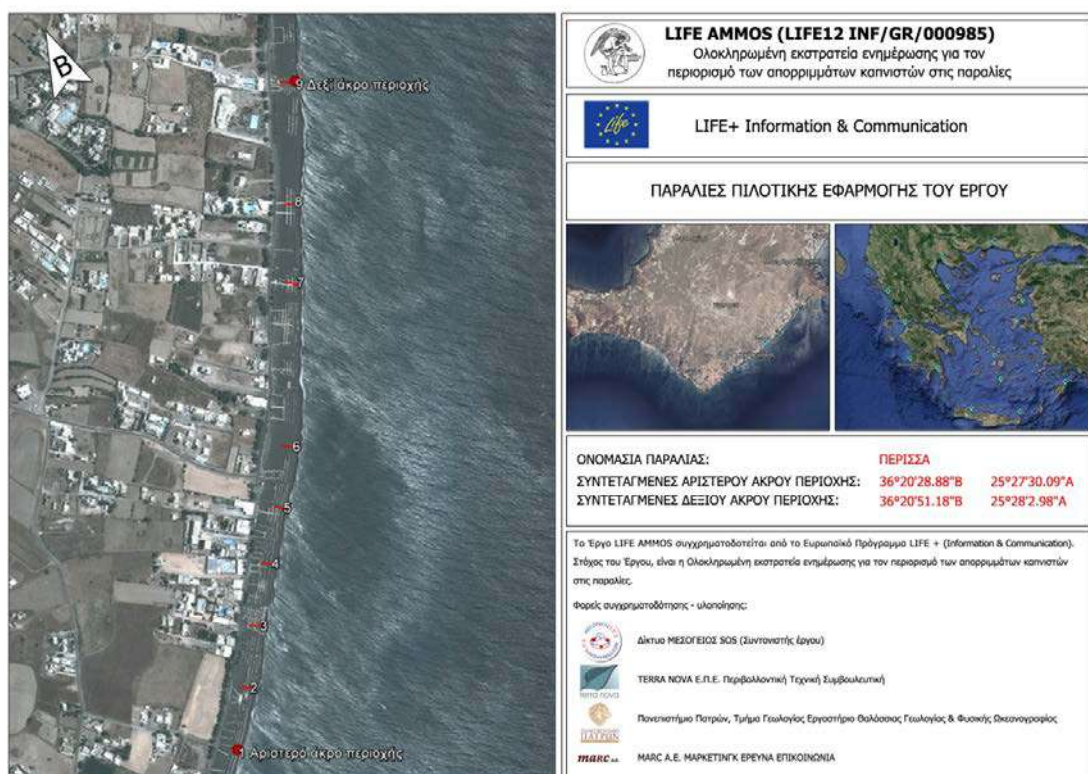 B
9 Δεξί άκρο περιοχής
8
7
6
5
4
3
2
1 Αριστερό άκρο περιοχής
LIFE AMMOS (LIFE12 INF/GR/000985)
Ολοκληρωμένη εκστρατεία ενημέρωσης για τον
περιορισμό των απορριμμάτων καπνιστών στις παραλίες
Life
LIFE+ Information & Communication
ΠΑΡΑΛΙΕΣ ΠΙΛΟΤΙΚΗΣ ΕΦΑΡΜΟΓΗΣ ΤΟΥ ΕΡΓΟΥ
ΟΝΟΜΑΣΙΑ ΠΑΡΑΛΙΑΣ: ΠΕΡΙΣΣΑ
ΣΥΝΤΕΤΑΓΜΕΝΕΣ ΑΡΙΣΤΕΡΟΥ ΑΚΡΟΥ ΠΕΡΙΟΧΗΣ: 36°20'28.88"Β 25°27'30.09"Α
ΣΥΝΤΕΤΑΓΜΕΝΕΣ ΔΕΞΙΟΥ ΑΚΡΟΥ ΠΕΡΙΟΧΗΣ: 36°20'51.18"Β 25°28'2.98"Α
Το Έργο LIFE AMMOS συγχρηματοδοτείται από το Ευρωπαϊκό Πρόγραμμα LIFE + (Information & Communication).
Στόχος του Έργου, είναι η Ολοκληρωμένη εκστρατεία ενημέρωσης για τον περιορισμό των απορριμμάτων καπνιστών
στις παραλίες.
Φορείς συγχρηματοδότησης - υλοποίησης:
Δίκτυο ΜΕΣΟΓΕΙΟΣ SOS (Συντονιστής έργου)
terra nova
TERRA NOVA Ε.Π.Ε. Περιβαλλοντική Τεχνική Συμβουλευτική
ΠΑΤΡΩΝ
Πανεπιστήμιο Πατρών, Τμήμα Γεωλογίας Εργαστήριο Θαλάσσιας Γεωλογίας & Φυσικής Ωκεανογραφίας
marc a.e.
MARC A.E. ΜΑΡΚΕΤΙΝΓΚ ΕΡΕΥΝΑ ΕΠΙΚΟΙΝΩΝΙΑ